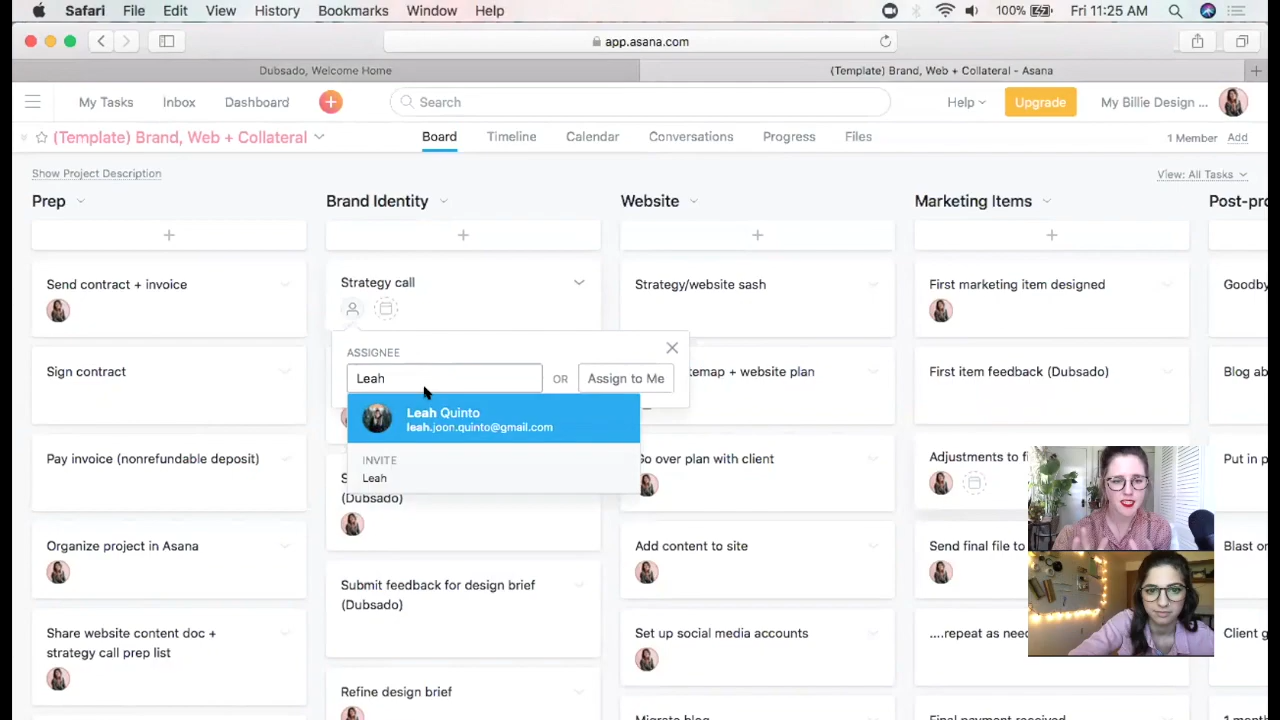 Safari File Edit View History Bookmarks Window Help 100% Fri 11:25 AM
app.asana.com
Dubsado, Welcome Home
(Template) Brand, Web + Collateral - Asana
My Tasks Inbox Dashboard + Search Help Upgrade My Billie Design ...
(Template) Brand, Web + Collateral
Board Timeline Calendar Conversations Progress Files
1 Member Add
Show Project Description
View: All Tasks
Prep
Send contract + invoice
Sign contract
Pay invoice (nonrefundable deposit)
Organize project in Asana
Share website content doc +
strategy call prep list
Brand Identity
Strategy call
ASSIGNEE
Leah
OR
Assign to Me
Leah Quinto
leah.joon.quinto@gmail.com
INVITE
Leah
(Dubsado)
Submit feedback for design brief
(Dubsado)
Refine design brief
Website
Strategy/website sash
temap + website plan
Go over plan with client
Add content to site
Set up social media accounts
Migrate blog
Marketing Items
First marketing item designed
First item feedback (Dubsado)
Adjustments to fi
Send final file to
....repeat as need
Final payment received
Post-pro
Goodby
Blog ab
Put in p
Blast on
Client g
1 month